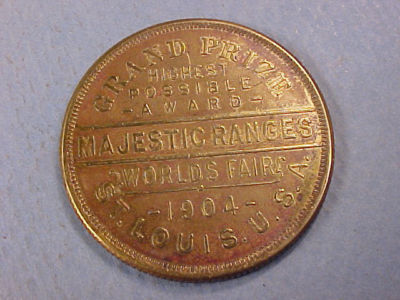 GRAND PRIZE
HIGHEST
POSSIBLE
-AWARD-
MAJESTIC RANGES
WORLDS FAIR
-1904-
ST. LOUIS. U.S.A.